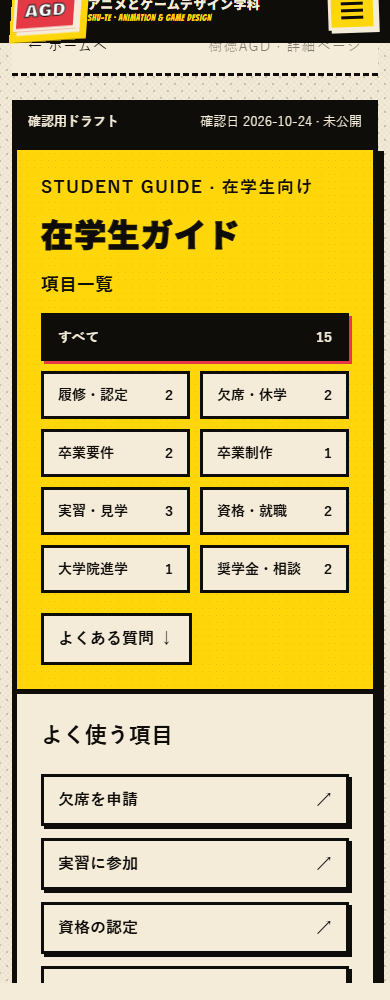 AGD
アニメとゲームデザイン学科
SHU-TE · ANIMATION & GAME DESIGN
← ホームへ 樹徳AGD · 詳細ページ
確認用ドラフト 確認日 2026-10-24 · 未公開
STUDENT GUIDE · 在学生向け
在学生ガイド
項目一覧
すべて 15
履修・認定 2 欠席・休学 2
卒業要件 2 卒業制作 1
実習・見学 3 資格・就職 2
大学院進学 1 奨学金・相談 2
よくある質問 ↓
よく使う項目
欠席を申請 ↗
実習に参加 ↗
資格の認定 ↗